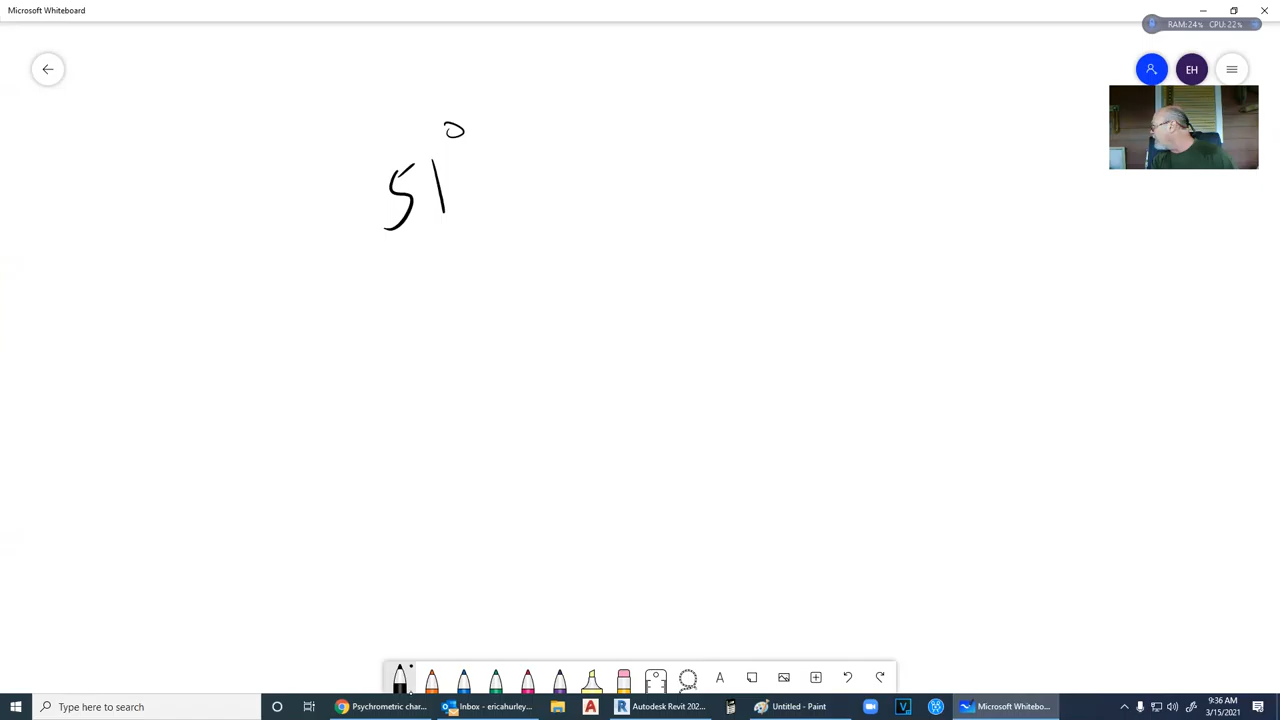 Microsoft Whiteboard
RAM:24% CPU:22%
EH
51°
A
Type here to search
Psychrometric char...
Inbox - ericahurley...
Autodesk Revit 202...
Untitled - Paint
Microsoft Whitebo...
9:36 AM
3/15/2021